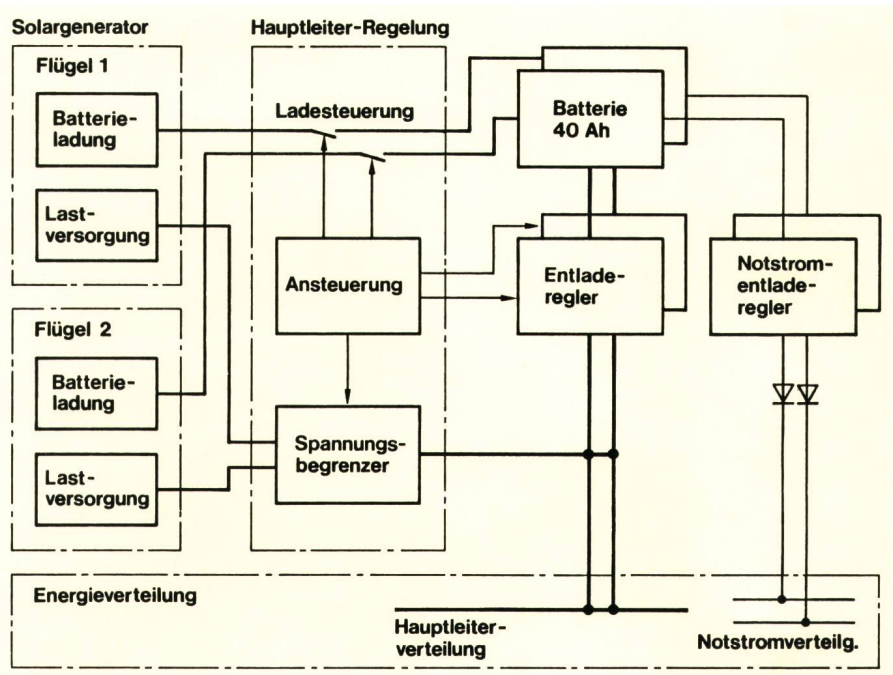 Solargenerator
Hauptleiter-Regelung
Flügel 1
Batterie-
ladung
Last-
versorgung
Ladesteuerung
Batterie
40 Ah
Ansteuerung
Entlade-
regler
Notstrom-
entlade-
regler
Flügel 2
Batterie-
ladung
Last-
versorgung
Spannungs-
begrenzer
Energieverteilung
Hauptleiter-
verteilung
Notstromverteilg.